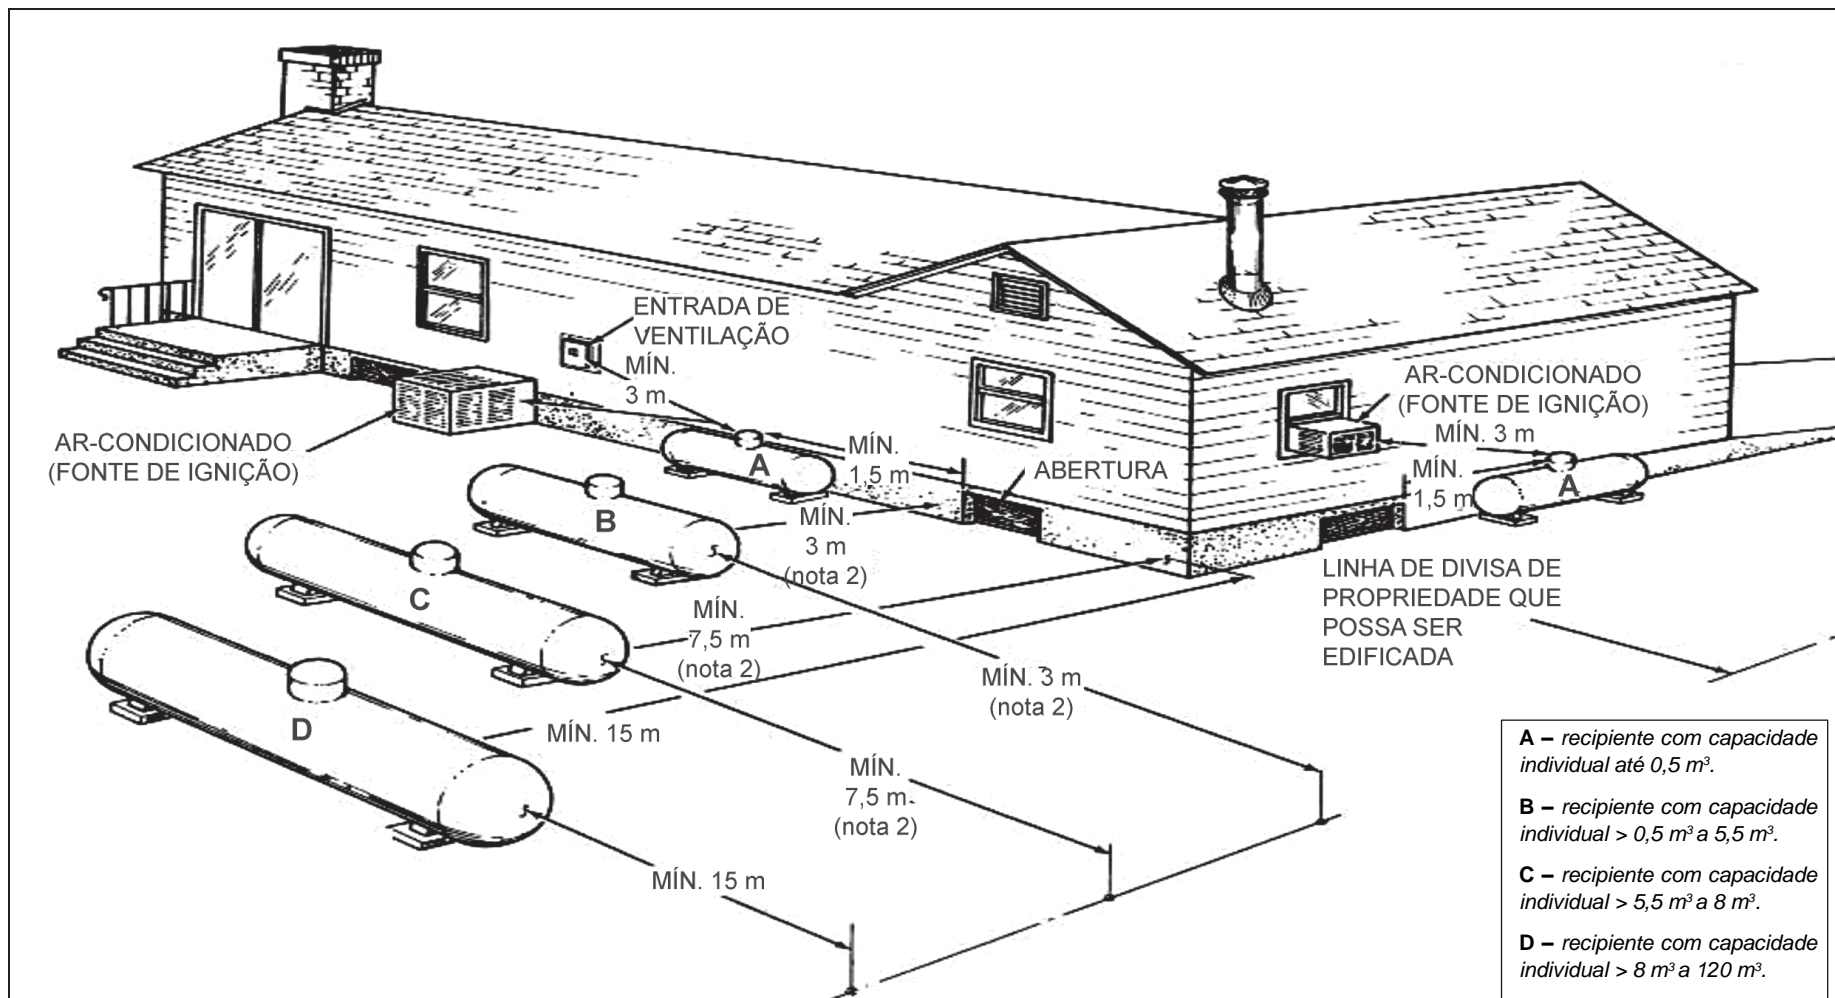 ENTRADA DE
VENTILAÇÃO
MÍN.
3 m
AR-CONDICIONADO
(FONTE DE IGNIÇÃO)
A
MÍN.
1,5 m
ABERTURA
AR-CONDICIONADO
(FONTE DE IGNIÇÃO)
MÍN. 3 m
MÍN.
1,5 m
A
B
MÍN.
3 m
(nota 2)
C
MÍN.
7,5 m
(nota 2)
LINHA DE DIVISA DE
PROPRIEDADE QUE
POSSA SER
EDIFICADA
MÍN. 3 m
(nota 2)
D
MÍN. 15 m
MÍN.
7,5 m
(nota 2)
MÍN. 15 m
A – recipiente com capacidade
individual até 0,5 m³.
B – recipiente com capacidade
individual > 0,5 m³ a 5,5 m³.
C – recipiente com capacidade
individual > 5,5 m³ a 8 m³.
D – recipiente com capacidade
individual > 8 m³ a 120 m³.